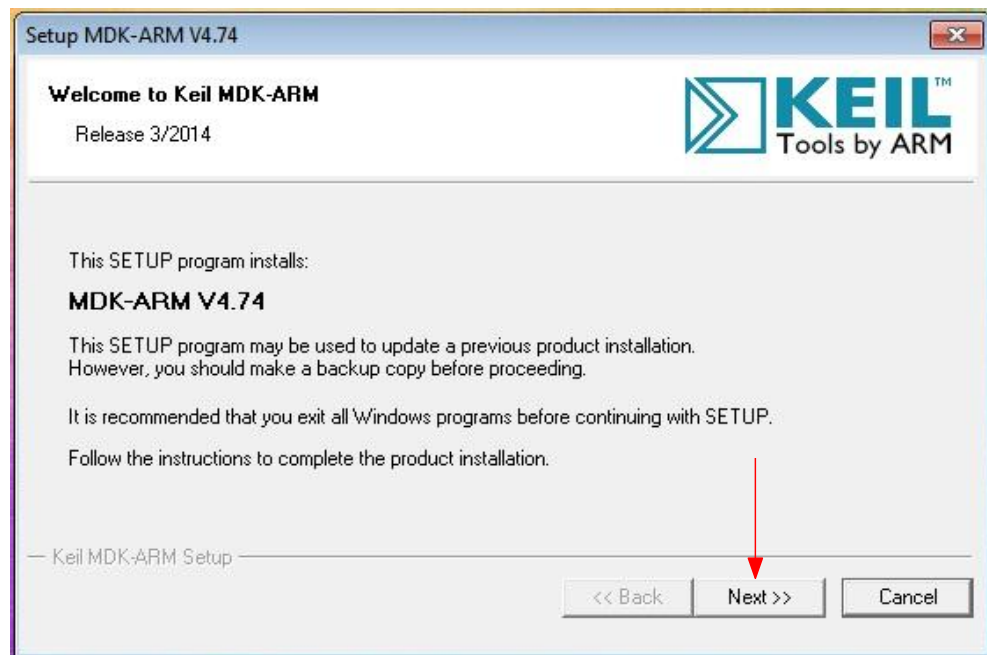 Setup MDK-ARM V4.74
Welcome to Keil MDK-ARM
Release 3/2014
KEIL™
Tools by ARM
This SETUP program installs:
MDK-ARM V4.74
This SETUP program may be used to update a previous product installation.
However, you should make a backup copy before proceeding.
It is recommended that you exit all Windows programs before continuing with SETUP.
Follow the instructions to complete the product installation.
Keil MDK-ARM Setup
<< Back
Next >>
Cancel